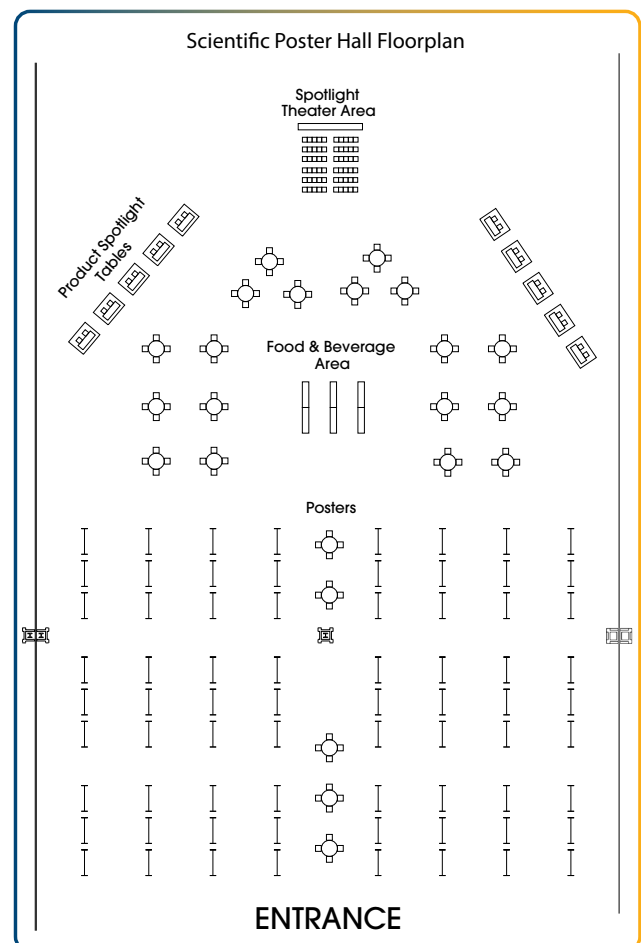 Scientific Poster Hall Floorplan
Spotlight
Theater Area
Product Spotlight
Tables
Food & Beverage
Area
Posters
ENTRANCE